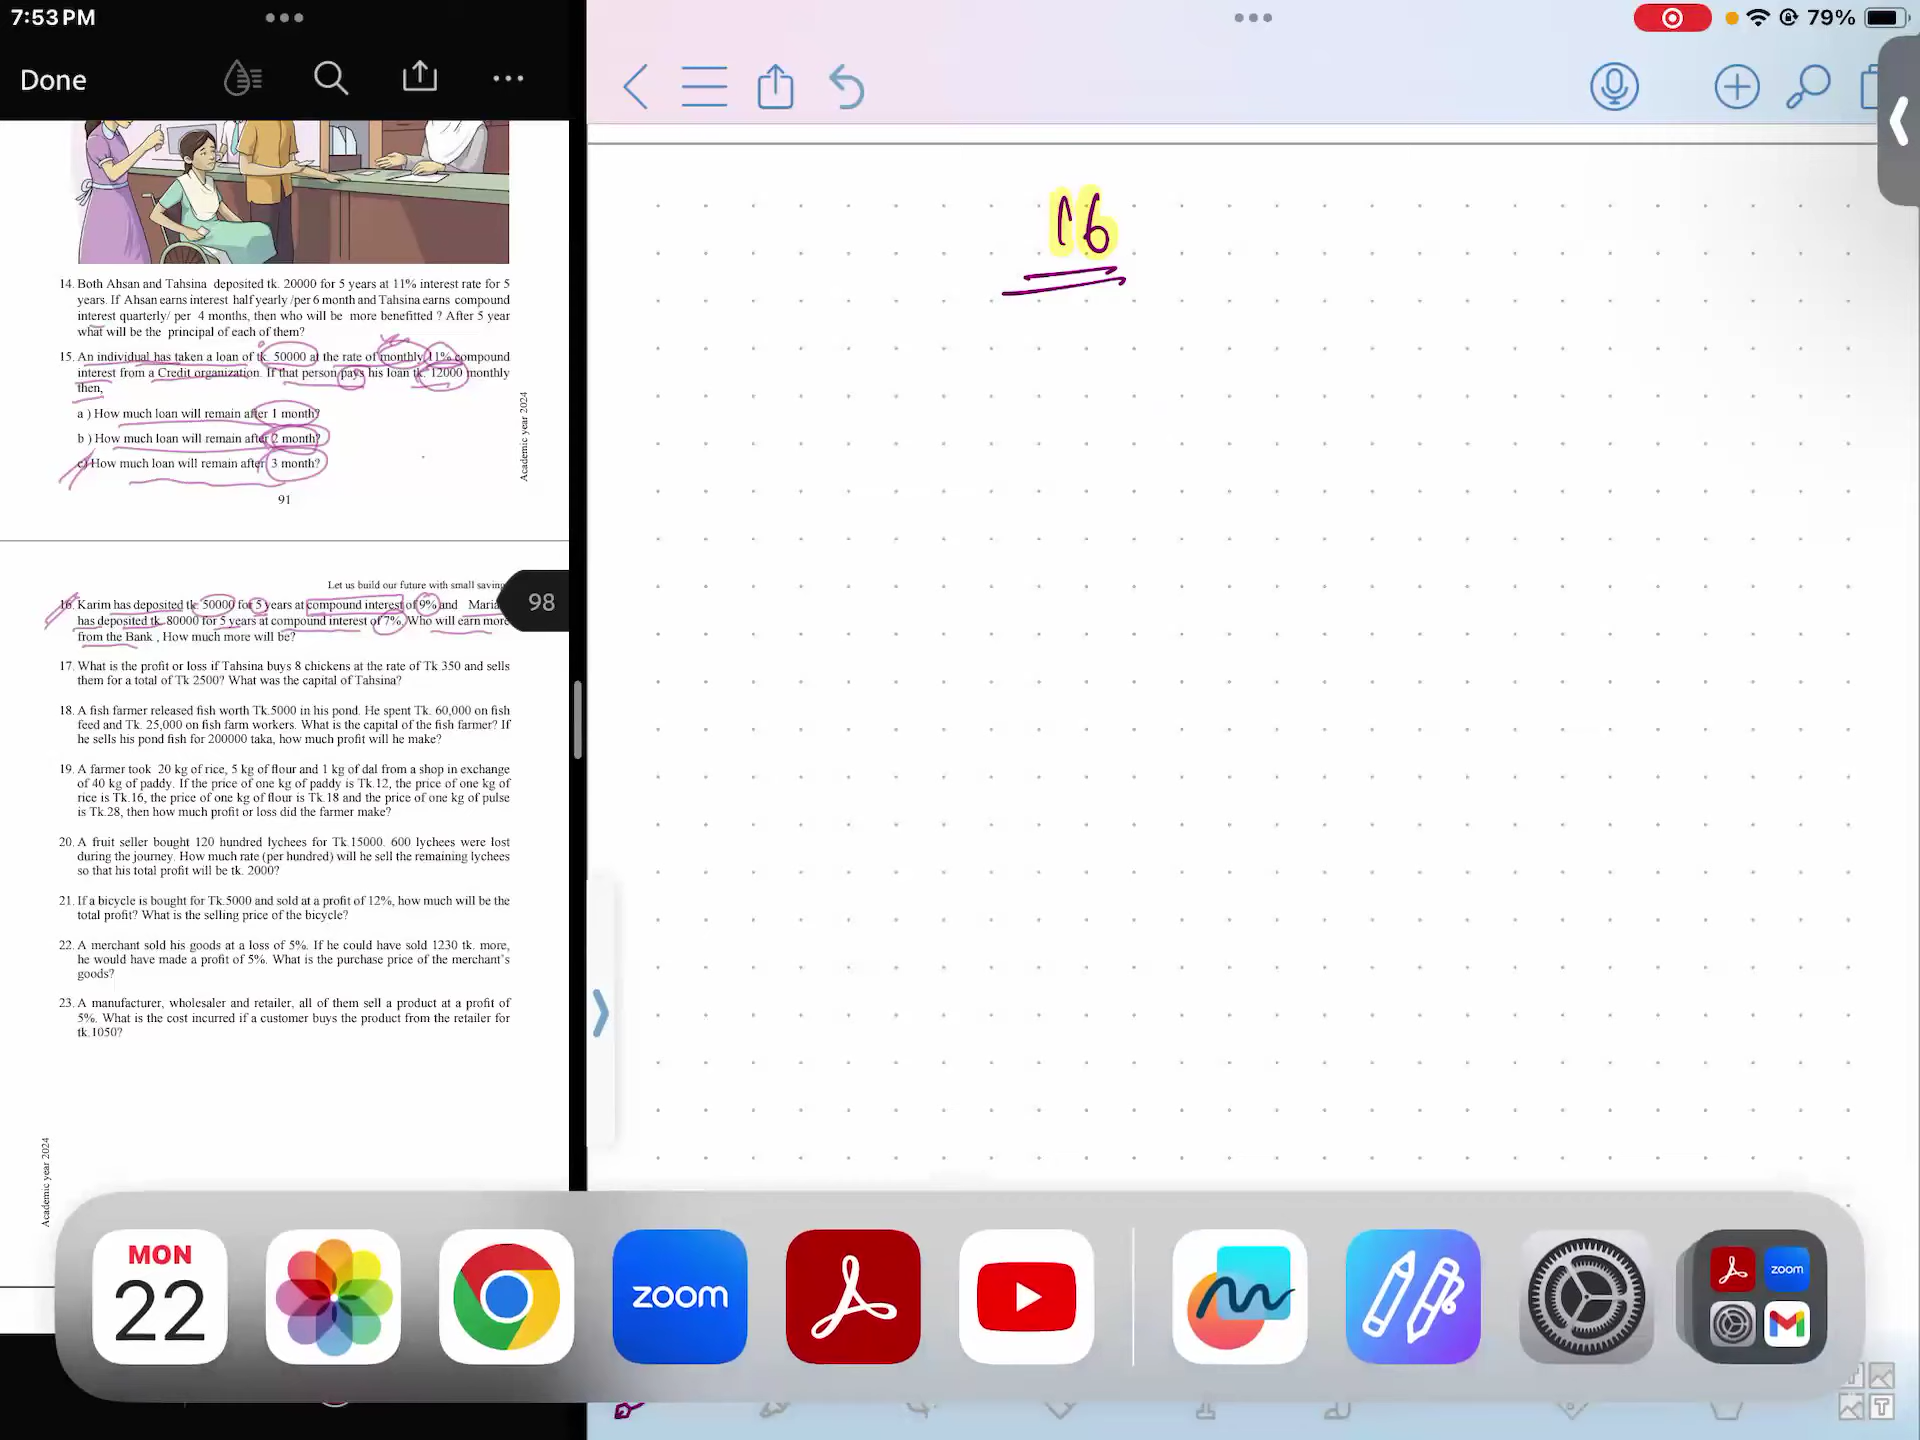 7:53 PM
79%
Done
14. Both Ahsan and Tahsina deposited tk. 20000 for 5 years at 11% interest rate for 5
years. If Ahsan earns interest half yearly /per 6 month and Tahsina earns compound
interest quarterly/ per 4 months, then who will be more benefitted ? After 5 year
what will be the principal of each of them?
15. An individual has taken a loan of tk. 50000 at the rate of monthly 11% compound
interest from a Credit organization. If that person pays his loan tk. 12000 monthly
then,
a ) How much loan will remain after 1 month?
b ) How much loan will remain after 2 month?
c) How much loan will remain after 3 month?
Academic year 2024
91
Let us build our future with small saving
98
16. Karim has deposited tk. 50000 for 5 years at compound interest of 9% and Maria
has deposited tk. 80000 for 5 years at compound interest of 7%. Who will earn more
from the Bank , How much more will be?
17. What is the profit or loss if Tahsina buys 8 chickens at the rate of Tk 350 and sells
them for a total of Tk 2500? What was the capital of Tahsina?
18. A fish farmer released fish worth Tk.5000 in his pond. He spent Tk. 60,000 on fish
feed and Tk. 25,000 on fish farm workers. What is the capital of the fish farmer? If
he sells his pond fish for 200000 taka, how much profit will he make?
19. A farmer took 20 kg of rice, 5 kg of flour and 1 kg of dal from a shop in exchange
of 40 kg of paddy. If the price of one kg of paddy is Tk.12, the price of one kg of
rice is Tk.16, the price of one kg of flour is Tk.18 and the price of one kg of pulse
is Tk.28, then how much profit or loss did the farmer make?
20. A fruit seller bought 120 hundred lychees for Tk.15000. 600 lychees were lost
during the journey. How much rate (per hundred) will he sell the remaining lychees
so that his total profit will be tk. 2000?
21. If a bicycle is bought for Tk.5000 and sold at a profit of 12%, how much will be the
total profit? What is the selling price of the bicycle?
22. A merchant sold his goods at a loss of 5%. If he could have sold 1230 tk. more,
he would have made a profit of 5%. What is the purchase price of the merchant's
goods?
23. A manufacturer, wholesaler and retailer, all of them sell a product at a profit of
5%. What is the cost incurred if a customer buys the product from the retailer for
tk.1050?
Academic year 2024
16
MON
22
zoom
zoom